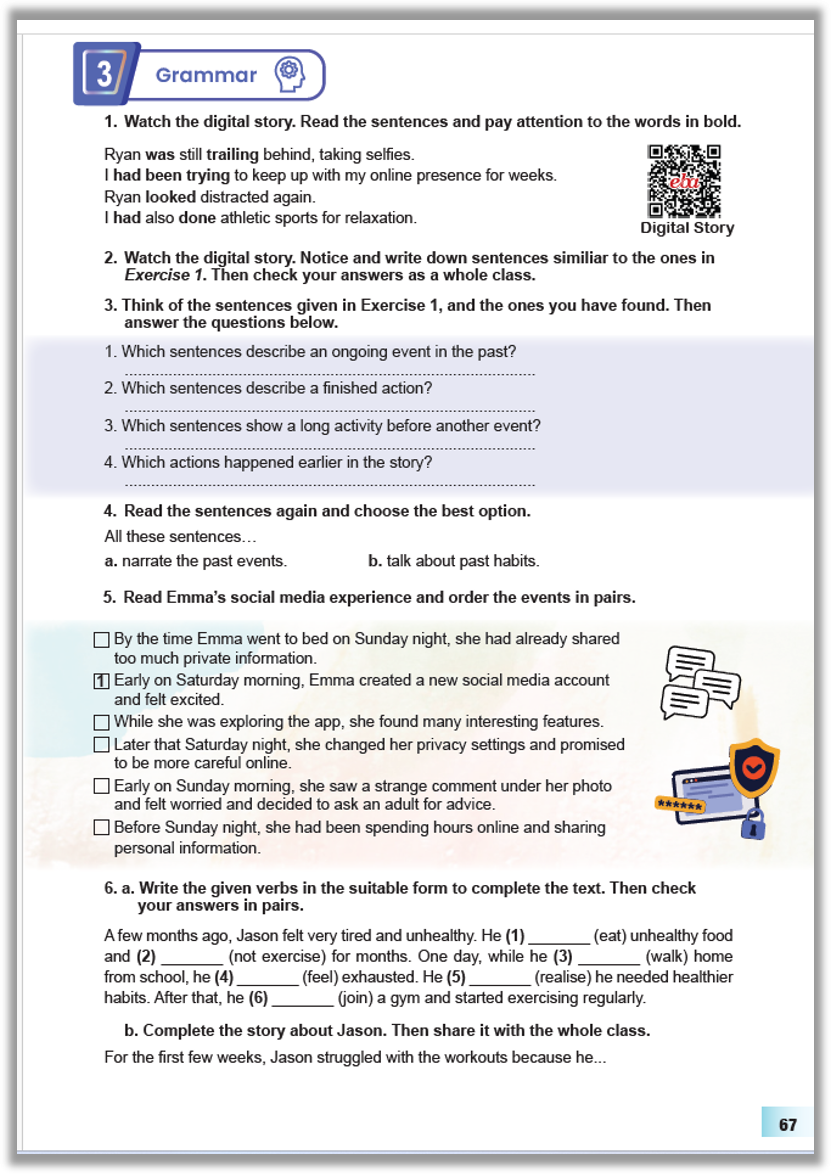 3
Grammar
1. Watch the digital story. Read the sentences and pay attention to the words in bold.
Ryan was still trailing behind, taking selfies.
I had been trying to keep up with my online presence for weeks.
Ryan looked distracted again.
I had also done athletic sports for relaxation.
eba
Digital Story
2. Watch the digital story. Notice and write down sentences similiar to the ones in
Exercise 1. Then check your answers as a whole class.
3. Think of the sentences given in Exercise 1, and the ones you have found. Then
answer the questions below.
1. Which sentences describe an ongoing event in the past?
2. Which sentences describe a finished action?
3. Which sentences show a long activity before another event?
4. Which actions happened earlier in the story?
4. Read the sentences again and choose the best option.
All these sentences…
a. narrate the past events. b. talk about past habits.
5. Read Emma's social media experience and order the events in pairs.
By the time Emma went to bed on Sunday night, she had already shared
too much private information.
1 Early on Saturday morning, Emma created a new social media account
and felt excited.
While she was exploring the app, she found many interesting features.
Later that Saturday night, she changed her privacy settings and promised
to be more careful online.
Early on Sunday morning, she saw a strange comment under her photo
and felt worried and decided to ask an adult for advice.
Before Sunday night, she had been spending hours online and sharing
personal information.
******
6. a. Write the given verbs in the suitable form to complete the text. Then check
your answers in pairs.
A few months ago, Jason felt very tired and unhealthy. He (1) _______ (eat) unhealthy food
and (2) _______ (not exercise) for months. One day, while he (3) _______ (walk) home
from school, he (4) _______ (feel) exhausted. He (5) _______ (realise) he needed healthier
habits. After that, he (6) _______ (join) a gym and started exercising regularly.
b. Complete the story about Jason. Then share it with the whole class.
For the first few weeks, Jason struggled with the workouts because he...
67